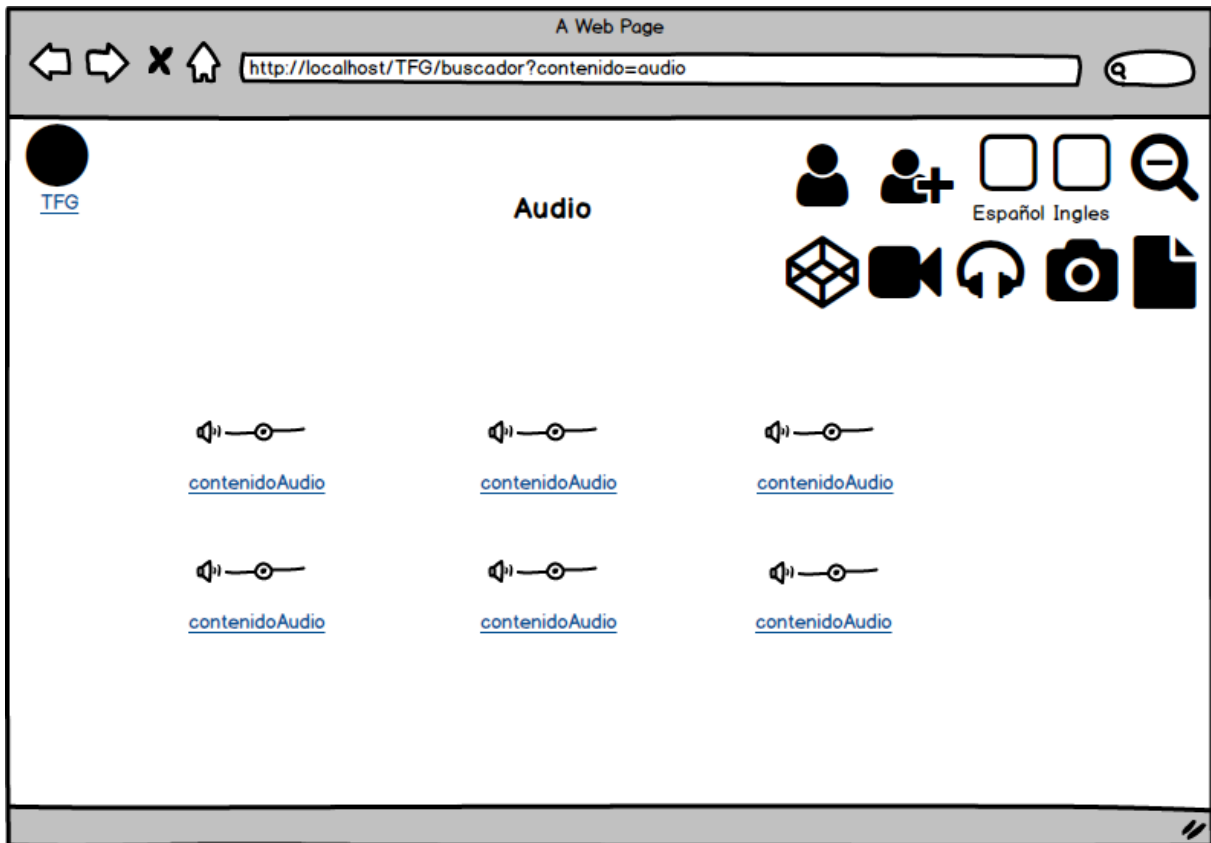 A Web Page
http://localhost/TFG/buscador?contenido=audio
TFG
Audio
Español Ingles
contenidoAudio contenidoAudio contenidoAudio
contenidoAudio contenidoAudio contenidoAudio